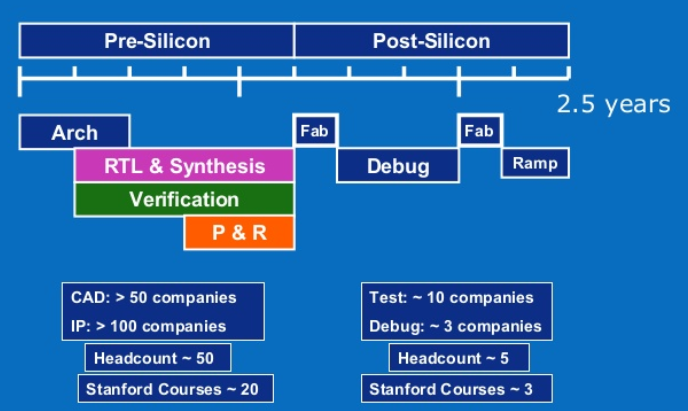 Pre-Silicon
Post-Silicon
2.5 years
Arch
Fab
Fab
RTL & Synthesis
Debug
Ramp
Verification
P & R
CAD: > 50 companies
IP: > 100 companies
Test: ~ 10 companies
Debug: ~ 3 companies
Headcount ~ 50
Headcount ~ 5
Stanford Courses ~ 20
Stanford Courses ~ 3